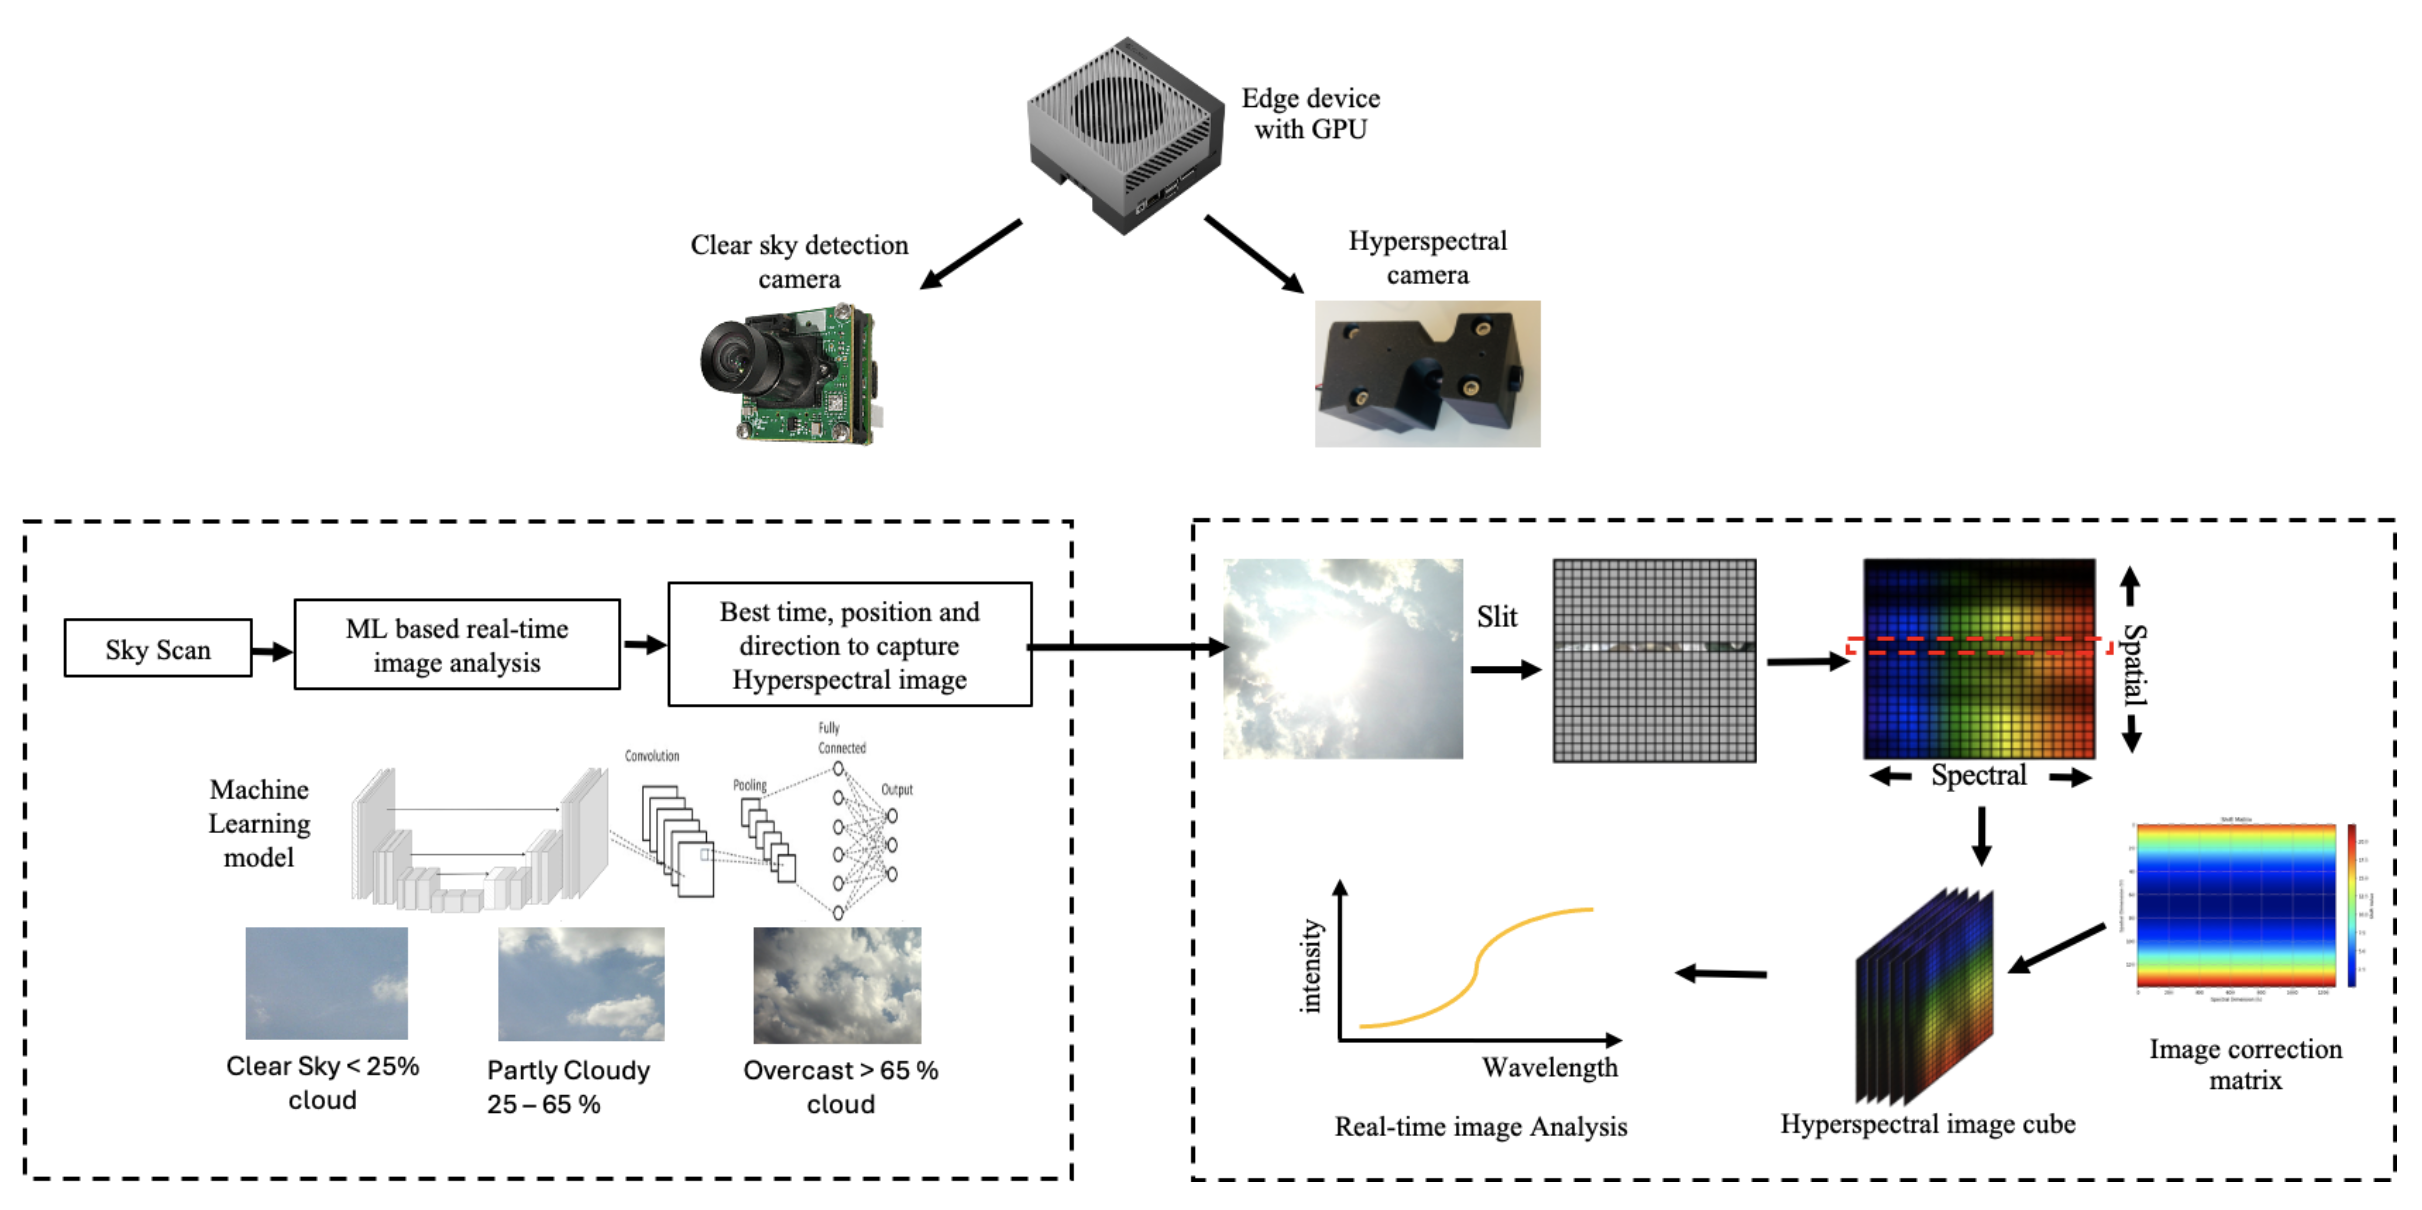 Edge device
with GPU
Clear sky detection
camera
Hyperspectral
camera
Sky Scan
ML based real-time
image analysis
Best time, position and
direction to capture
Hyperspectral image
Machine
Learning
model
Convolution
Pooling
Fully
Connected
Output
Clear Sky < 25%
cloud
Partly Cloudy
25 – 65 %
Overcast > 65 %
cloud
Slit
Spatial
Spectral
intensity
Wavelength
Real-time image Analysis
Hyperspectral image cube
Shift Matrix
Image correction
matrix